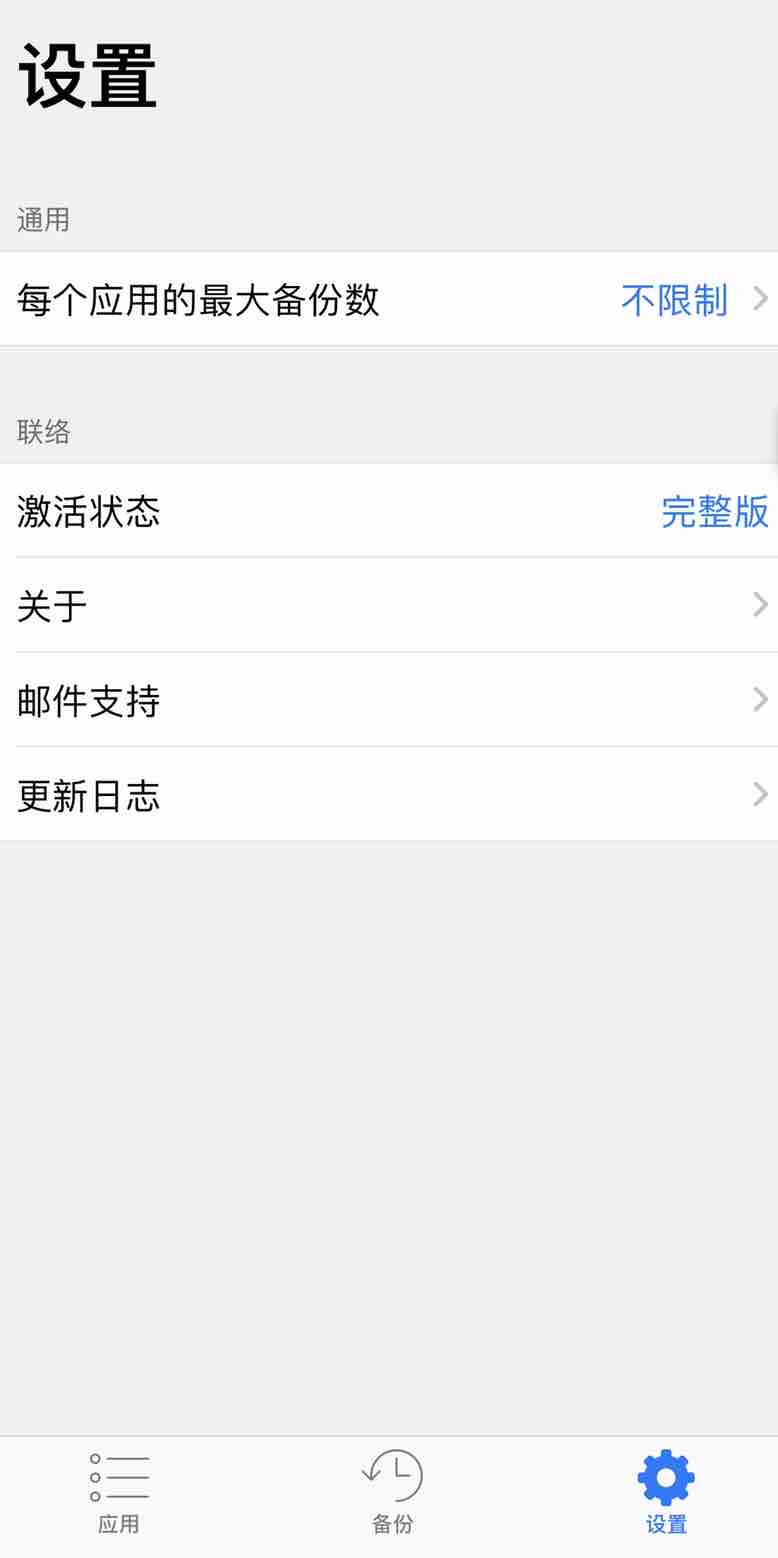 设置
通用
每个应用的最大备份数 不限制
联络
激活状态 完整版
关于
邮件支持
更新日志
应用 备份 设置